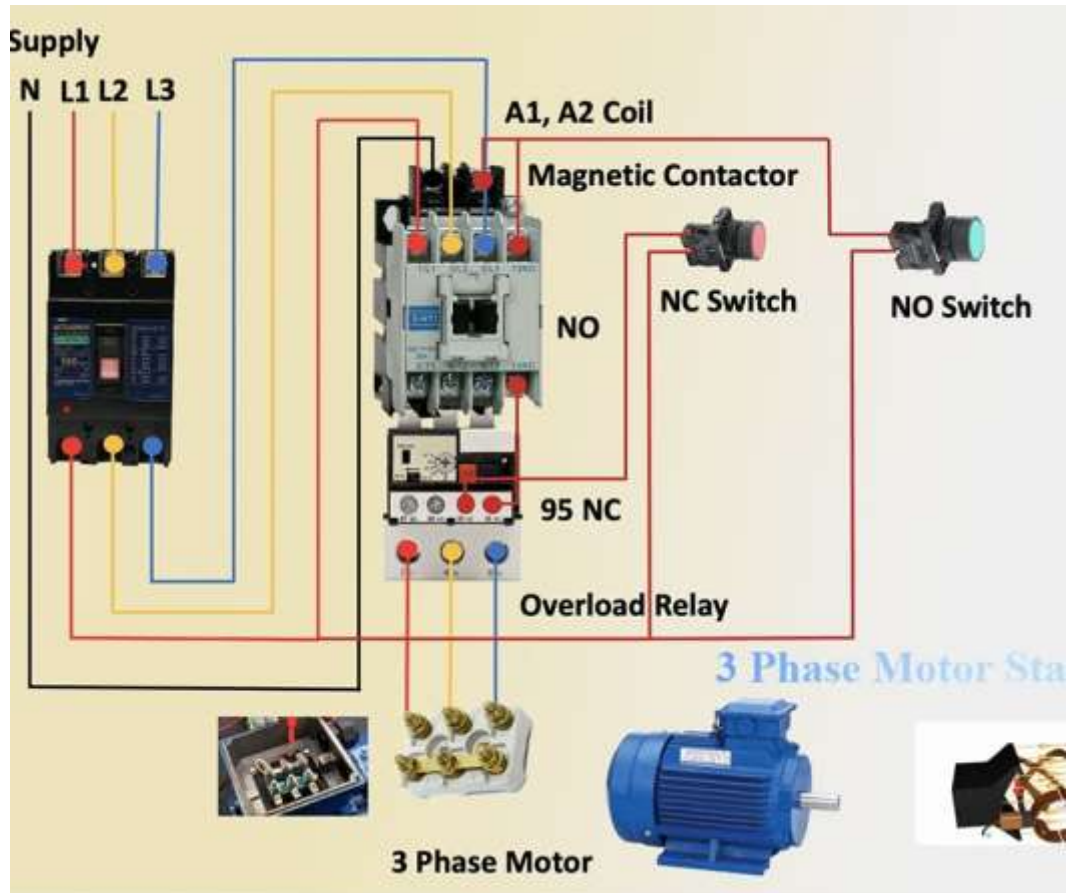 Supply
N L1 L2 L3
A1, A2 Coil
Magnetic Contactor
NC Switch
NO Switch
NO
95 NC
Overload Relay
3 Phase Motor Sta
3 Phase Motor